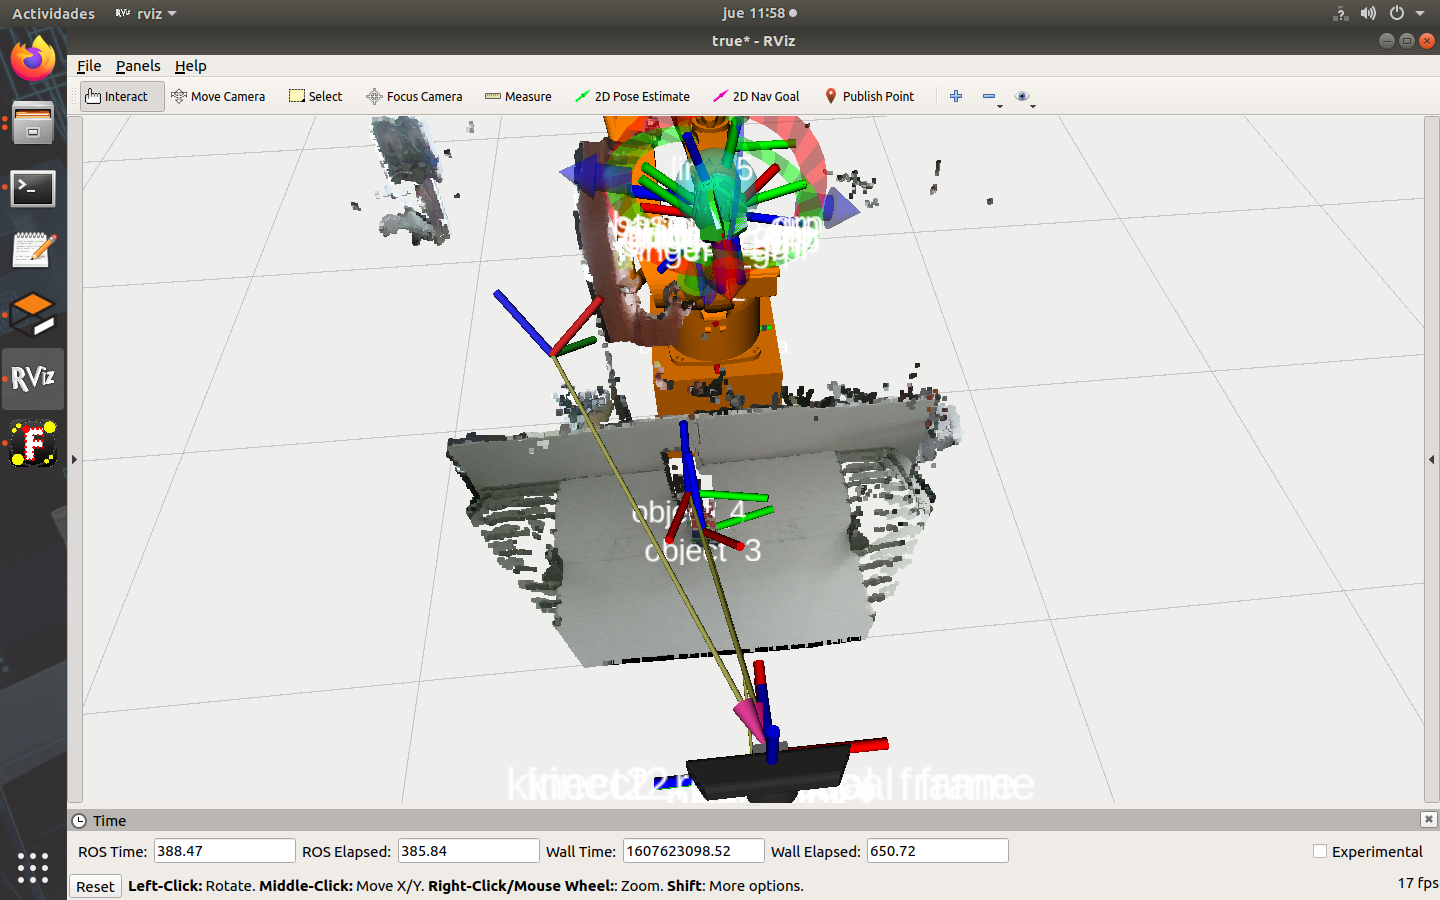 Actividades
rviz
jue 11:58
true* - RViz
File Panels Help
Interact Move Camera Select Focus Camera Measure 2D Pose Estimate 2D Nav Goal Publish Point
RViz
F
object 4
object 3
Time
ROS Time: 388.47 ROS Elapsed: 385.84 Wall Time: 1607623098.52 Wall Elapsed: 650.72 Experimental
Reset Left-Click: Rotate. Middle-Click: Move X/Y. Right-Click/Mouse Wheel:: Zoom. Shift: More options. 17 fps